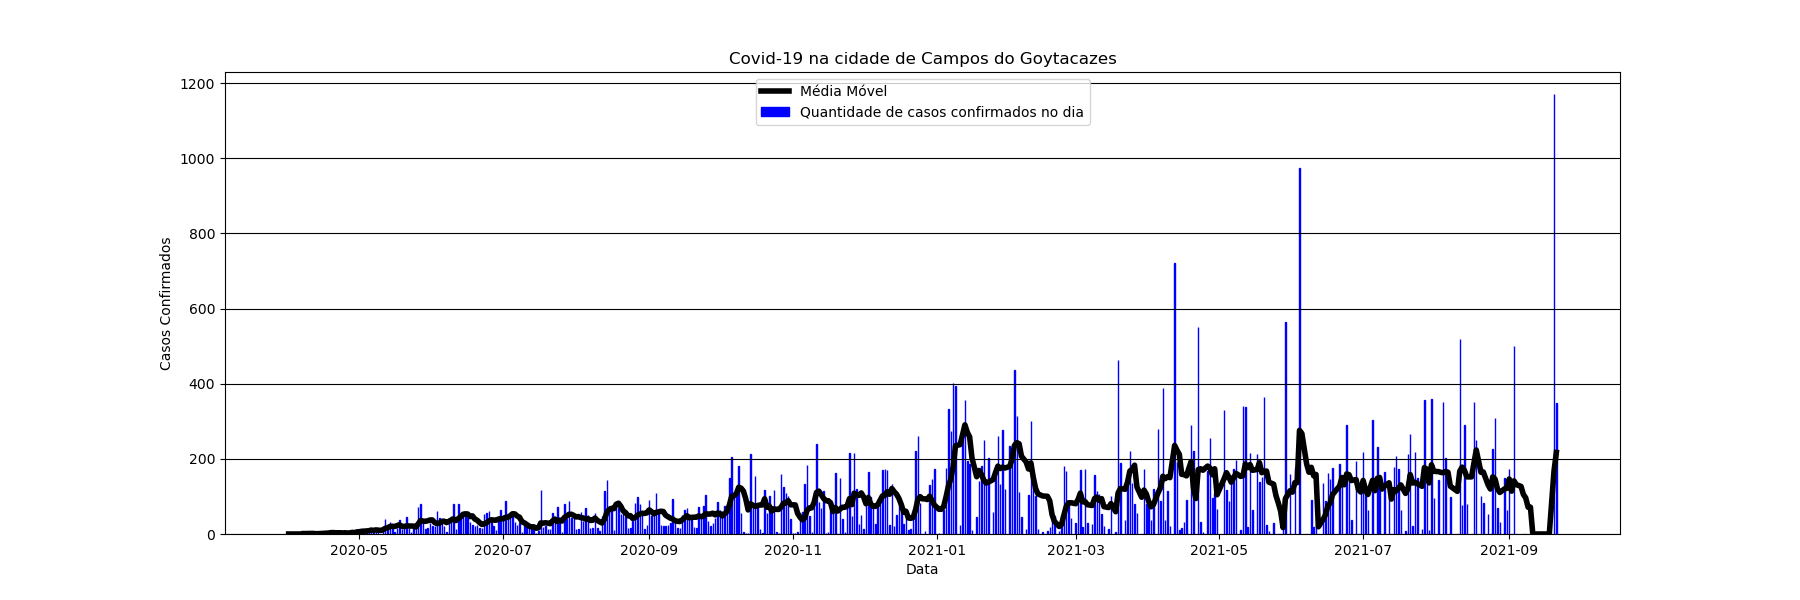 Covid-19 na cidade de Campos do Goytacazes
Média Móvel
Quantidade de casos confirmados no dia
Casos Confirmados
1200
1000
800
600
400
200
0
2020-05 2020-07 2020-09 2020-11 2021-01 2021-03 2021-05 2021-07 2021-09
Data